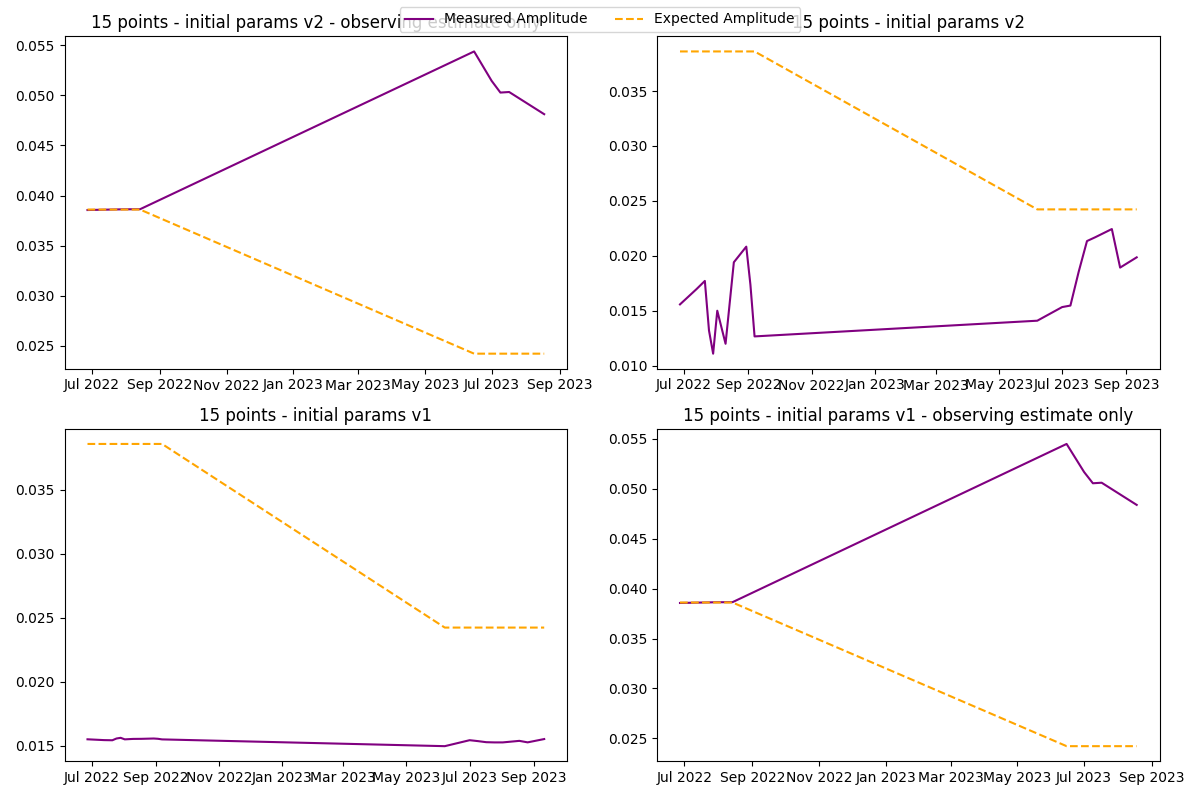 Measured Amplitude Expected Amplitude
15 points - initial params v2 - observing estimate only
0.055
0.050
0.045
0.040
0.035
0.030
0.025
Jul 2022 Sep 2022 Nov 2022 Jan 2023 Mar 2023 May 2023 Jul 2023 Sep 2023
15 points - initial params v2
0.035
0.030
0.025
0.020
0.015
0.010
Jul 2022 Sep 2022 Nov 2022 Jan 2023 Mar 2023 May 2023 Jul 2023 Sep 2023
15 points - initial params v1
0.035
0.030
0.025
0.020
0.015
Jul 2022 Sep 2022 Nov 2022 Jan 2023 Mar 2023 May 2023 Jul 2023 Sep 2023
15 points - initial params v1 - observing estimate only
0.055
0.050
0.045
0.040
0.035
0.030
0.025
Jul 2022 Sep 2022 Nov 2022 Jan 2023 Mar 2023 May 2023 Jul 2023 Sep 2023